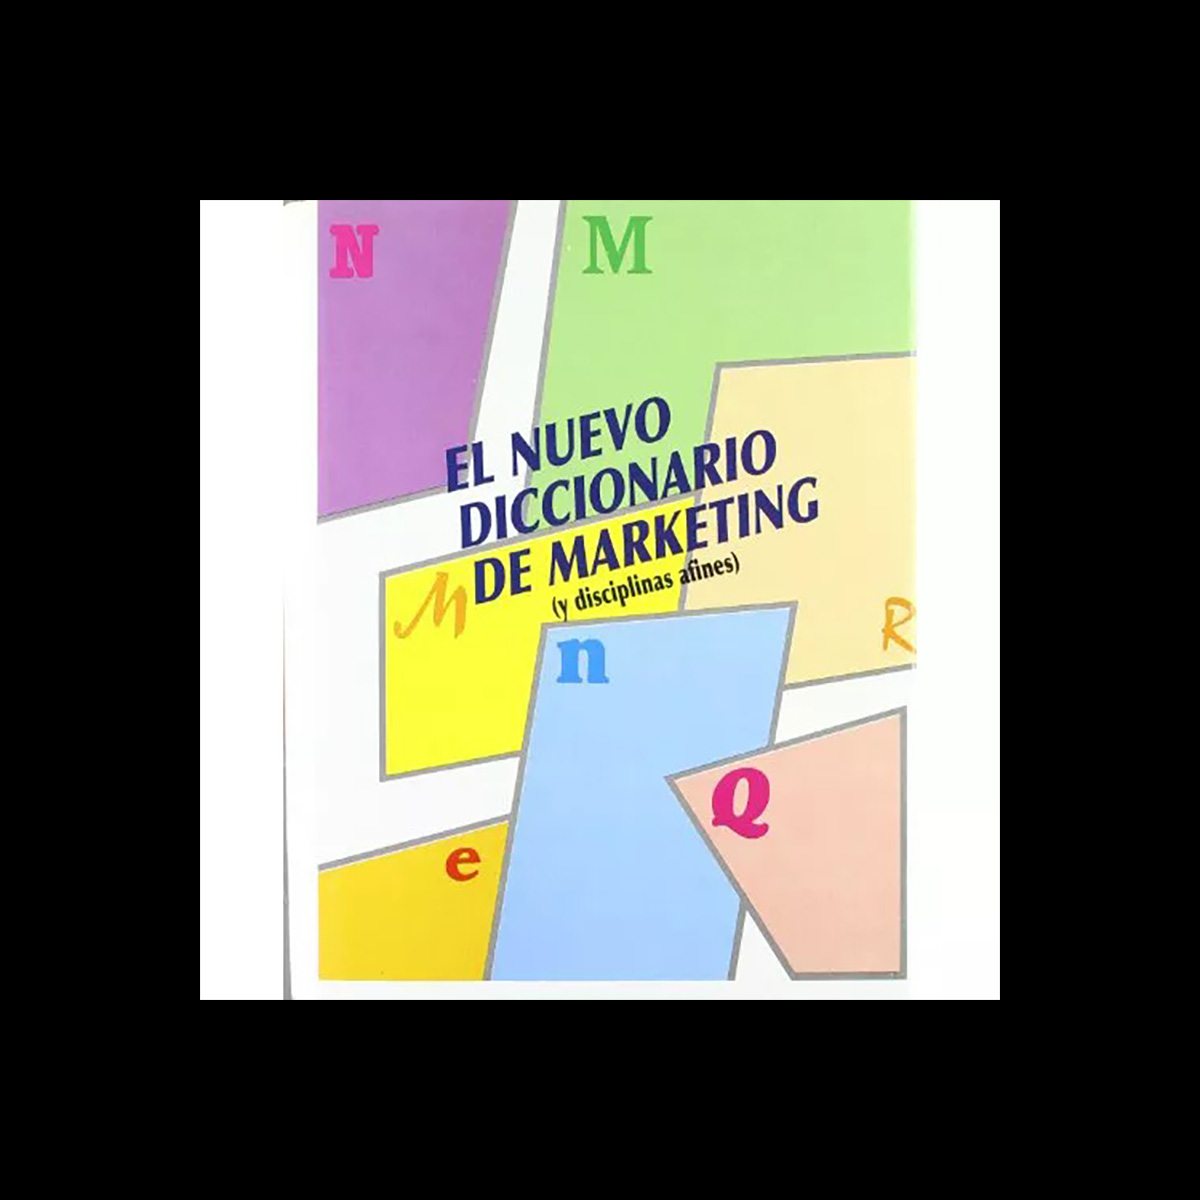 N
M
EL NUEVO
DICCIONARIO
DE MARKETING
(y disciplinas afines)
M
R
n
Q
e